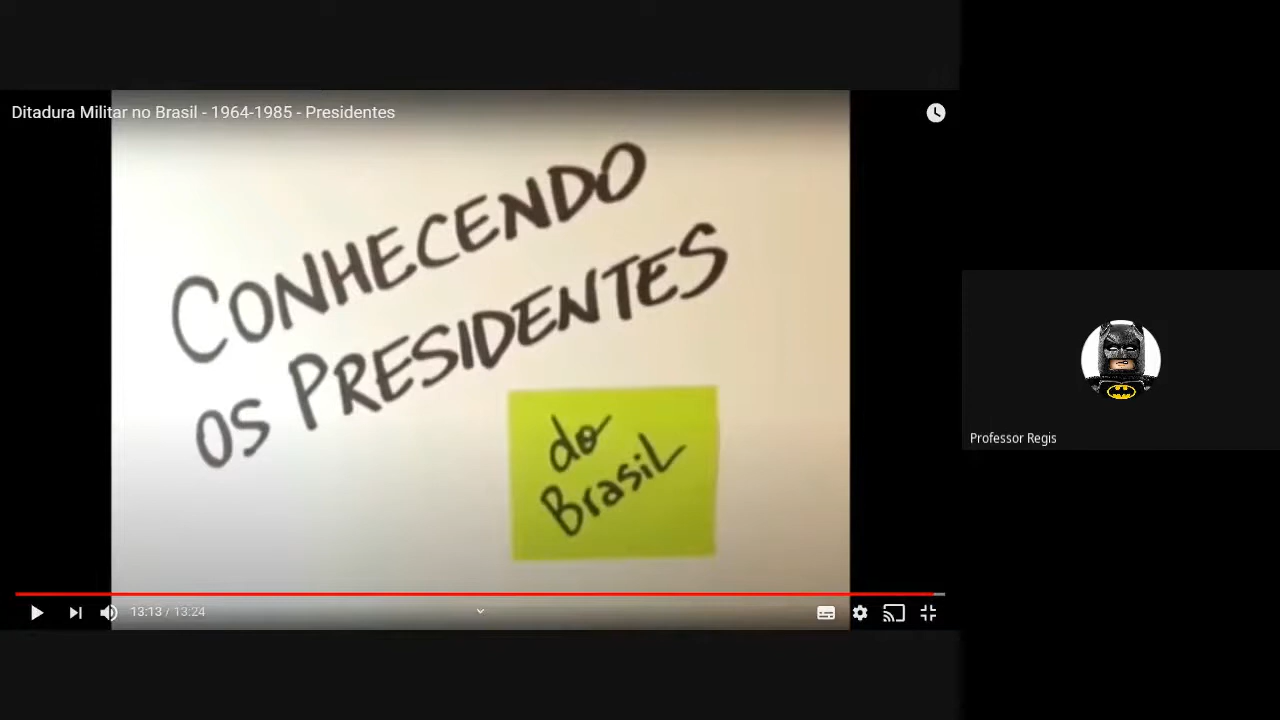 Ditadura Militar no Brasil - 1964-1985 - Presidentes
CONHECENDO
OS PRESIDENTES
do
Brasil
13:13 / 13:24
Professor Regis